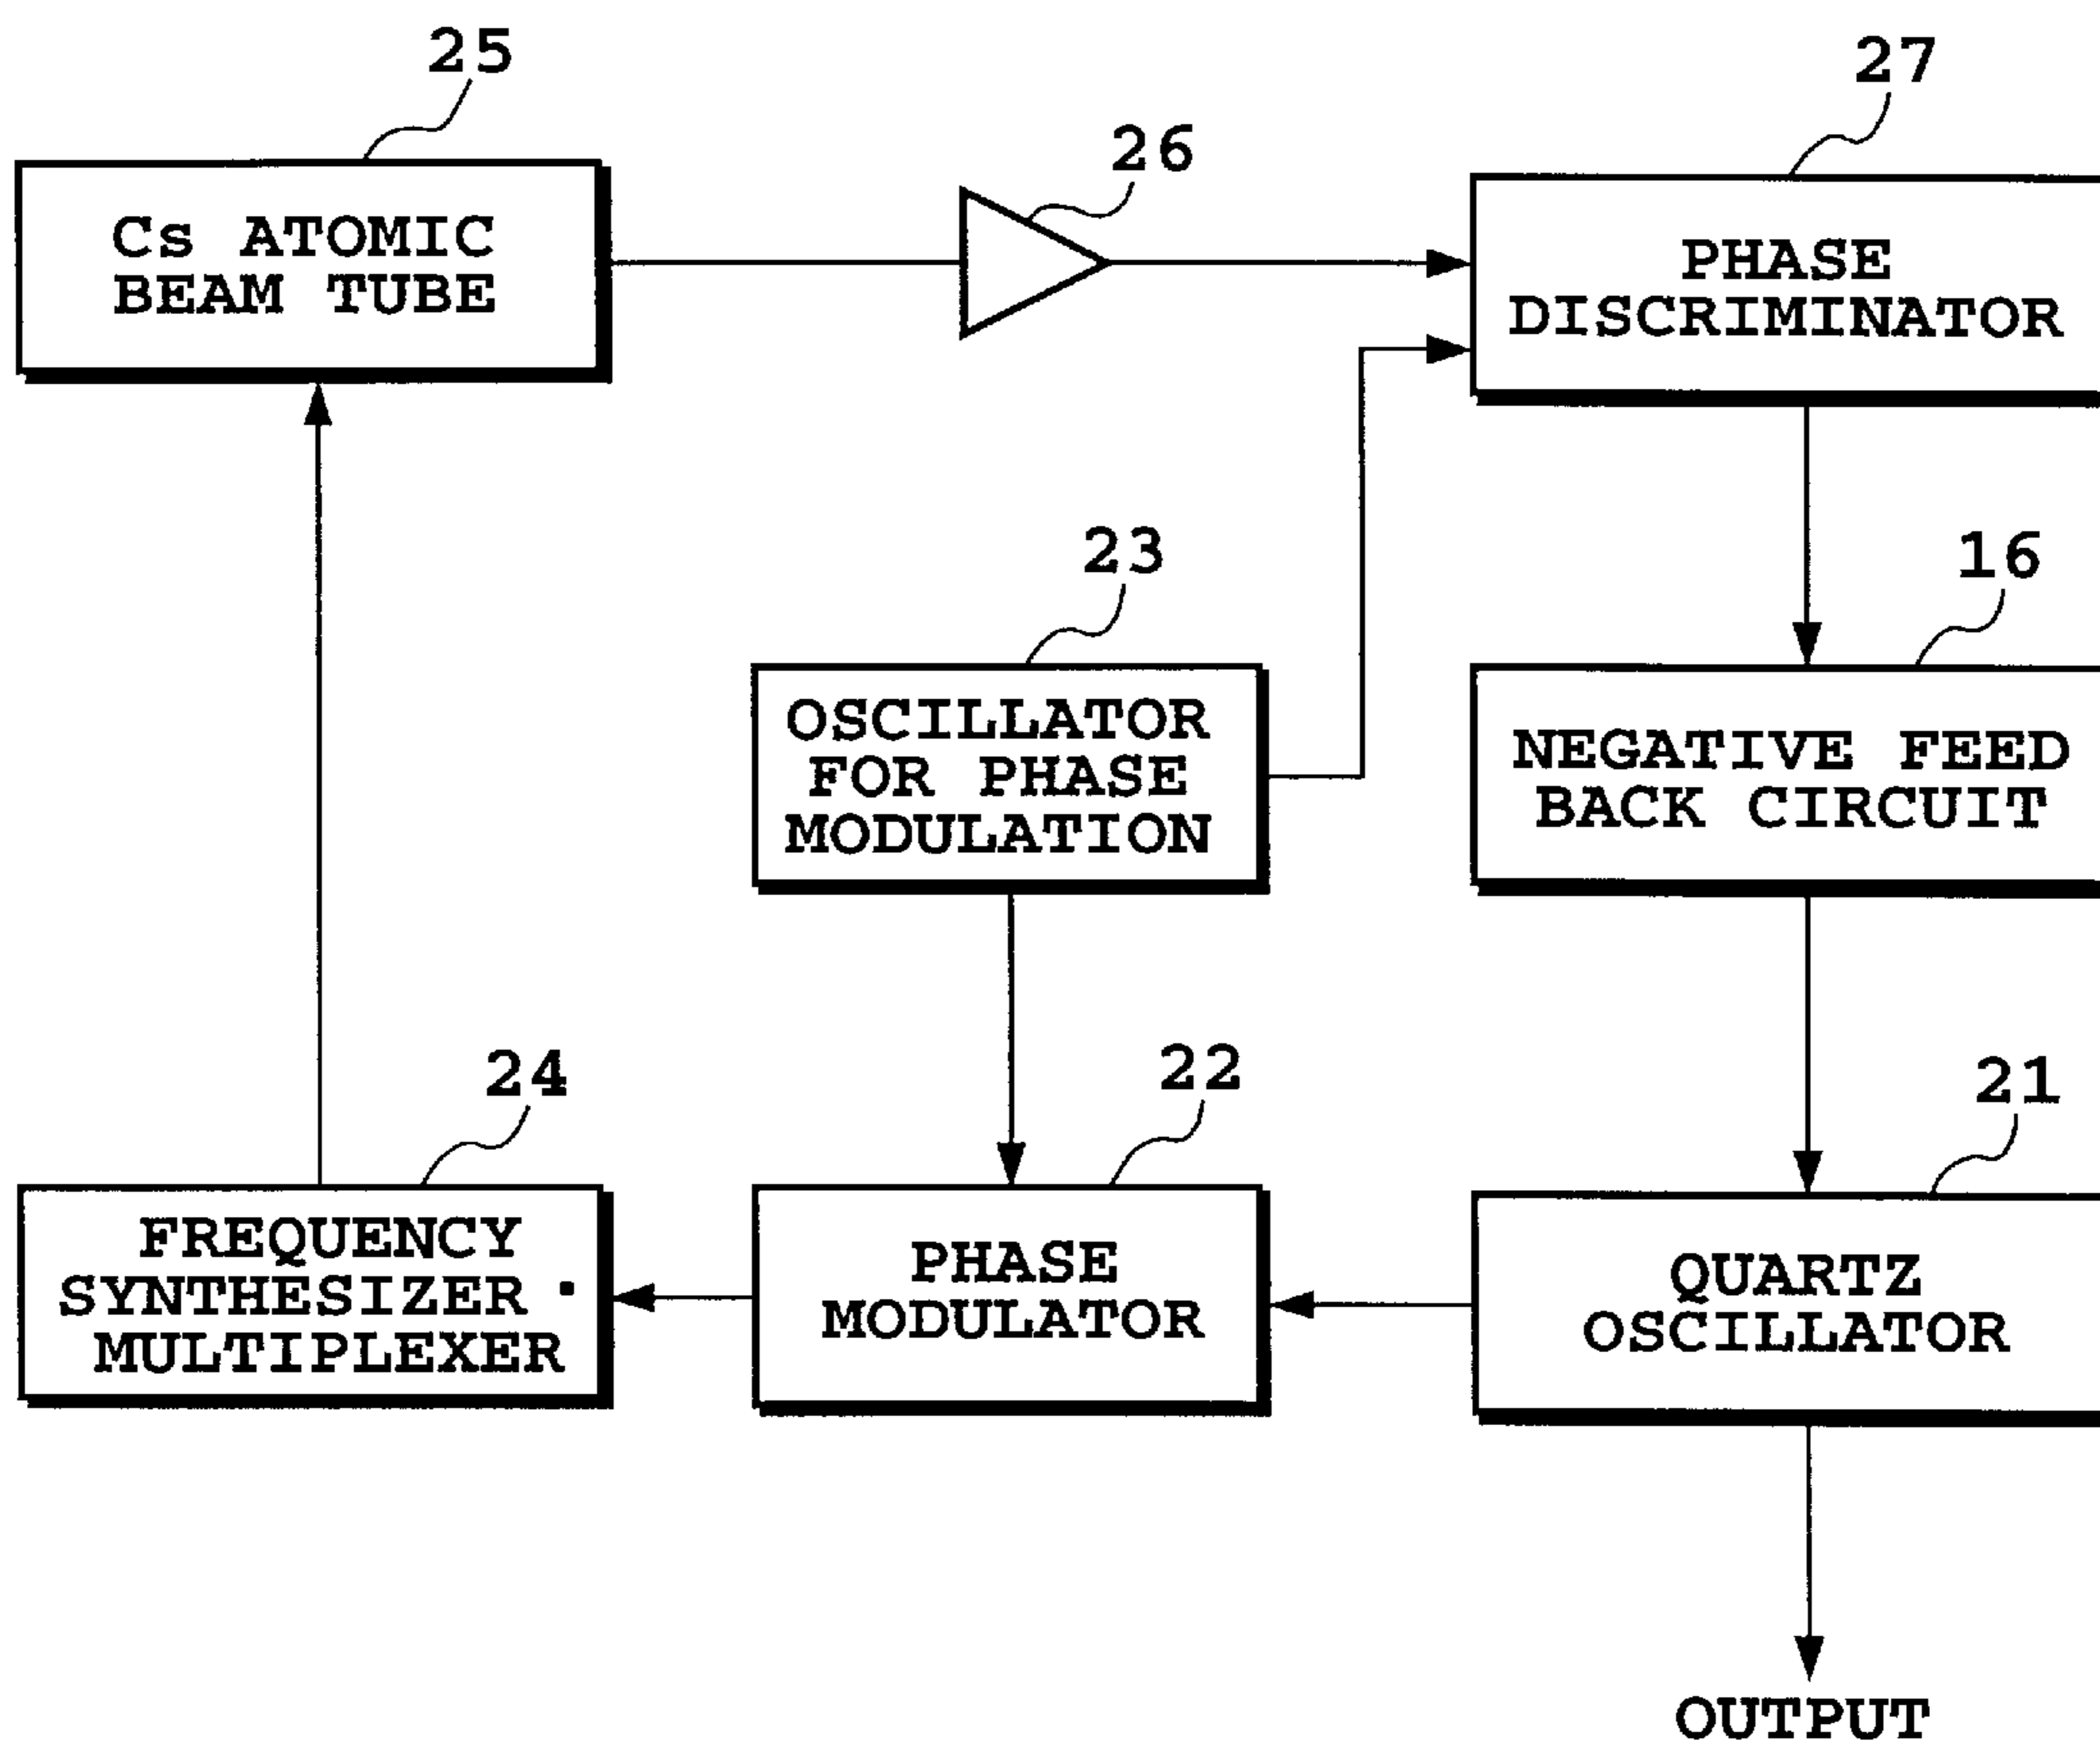 25
27
26
Cs ATOMIC
BEAM TUBE
PHASE
DISCRIMINATOR
23
16
OSCILLATOR
FOR PHASE
MODULATION
NEGATIVE FEED
BACK CIRCUIT
24
22
21
FREQUENCY
SYNTHESIZER ·
MULTIPLEXER
PHASE
MODULATOR
QUARTZ
OSCILLATOR
OUTPUT